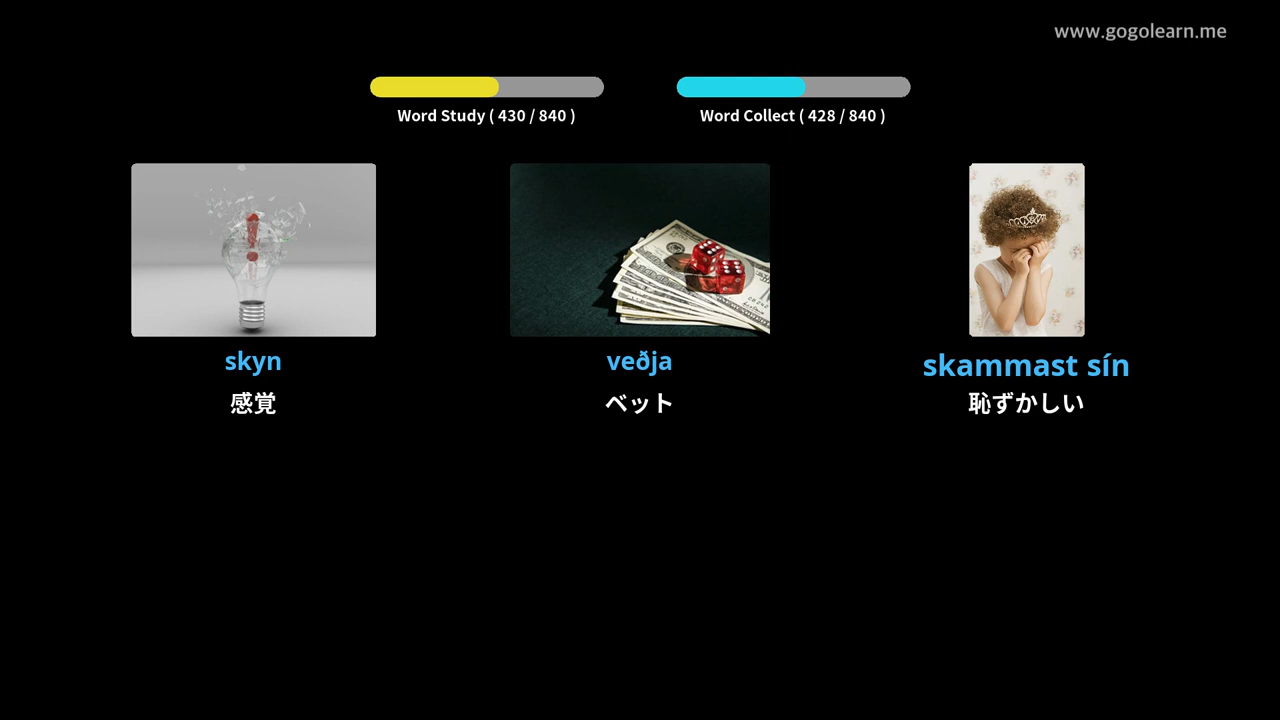 www.gogolearn.me
Word Study ( 430 / 840 )
Word Collect ( 428 / 840 )
skyn
veðja
skammast sín
感覚
ベット
恥ずかしい